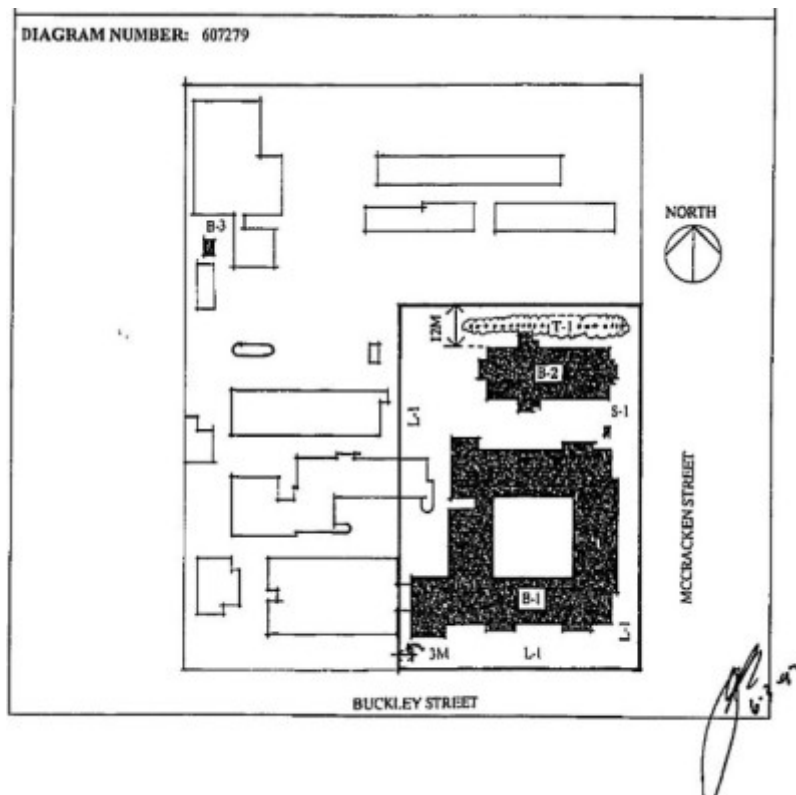 DIAGRAM NUMBER: 607279
NORTH
B-3
12M
T-1
B-2
L-1
S-1
MCCRACKEN STREET
B-1
L-1
3M
L-1
BUCKLEY STREET